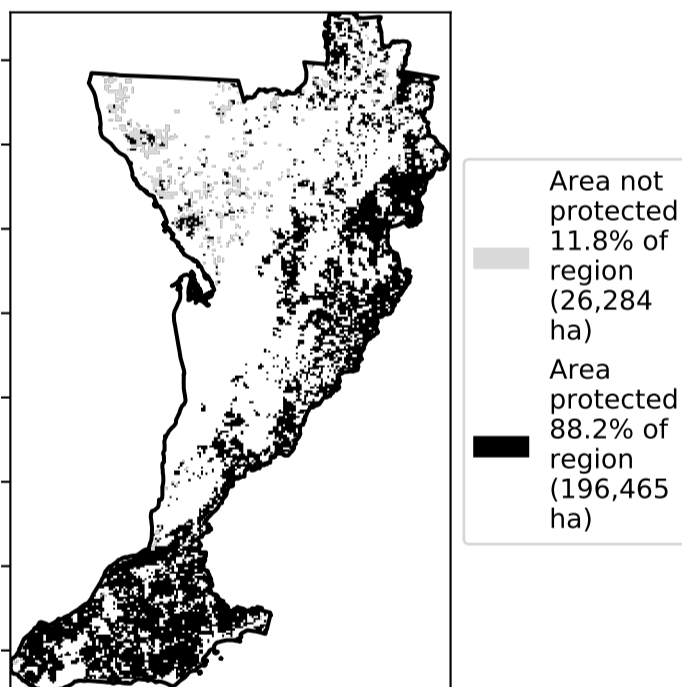 Area not
protected
11.8% of
region
(26,284
ha)
Area
protected
88.2% of
region
(196,465
ha)